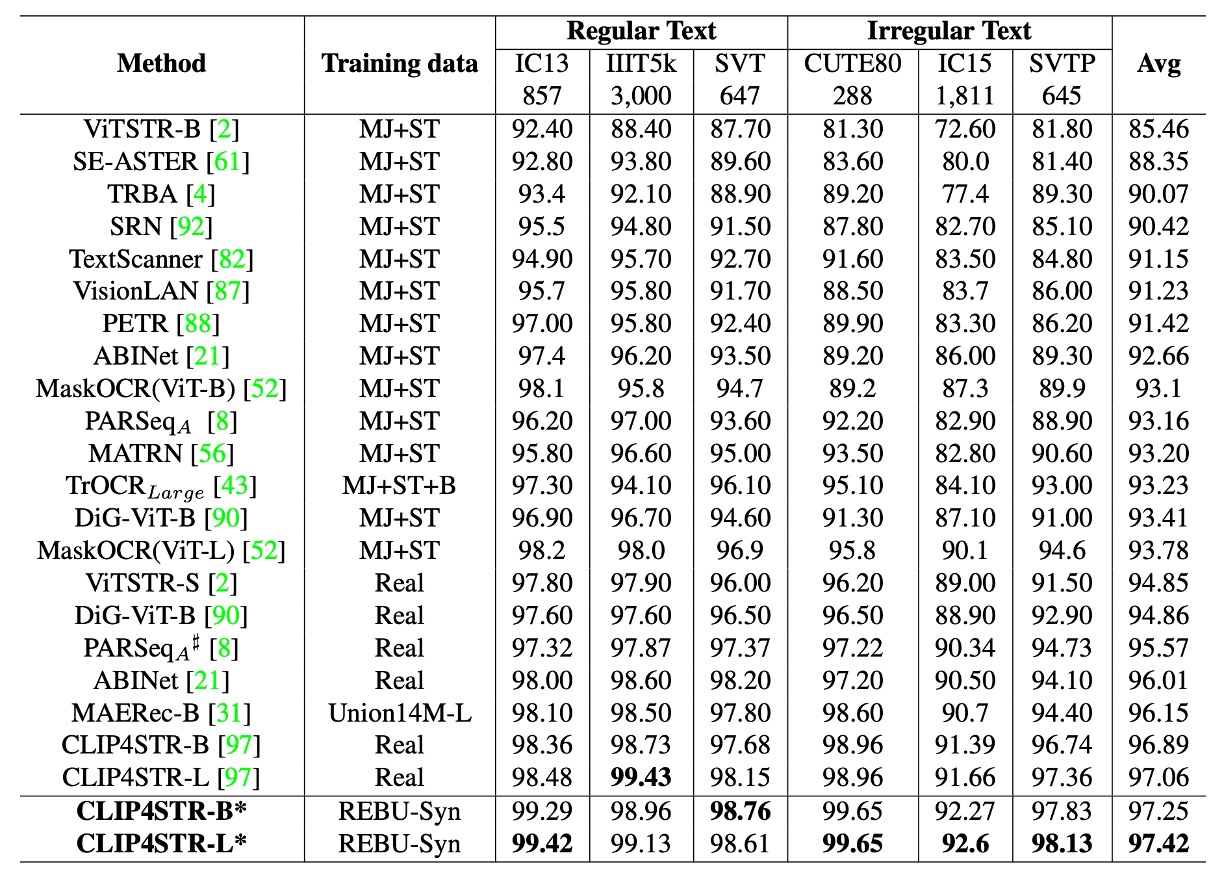 Method Training data Regular Text Irregular Text Avg
IC13 IIIT5k SVT CUTE80 IC15 SVTP
857 3,000 647 288 1,811 645
ViTSTR-B [2] MJ+ST 92.40 88.40 87.70 81.30 72.60 81.80 85.46
SE-ASTER [61] MJ+ST 92.80 93.80 89.60 83.60 80.0 81.40 88.35
TRBA [4] MJ+ST 93.4 92.10 88.90 89.20 77.4 89.30 90.07
SRN [92] MJ+ST 95.5 94.80 91.50 87.80 82.70 85.10 90.42
TextScanner [82] MJ+ST 94.90 95.70 92.70 91.60 83.50 84.80 91.15
VisionLAN [87] MJ+ST 95.7 95.80 91.70 88.50 83.7 86.00 91.23
PETR [88] MJ+ST 97.00 95.80 92.40 89.90 83.30 86.20 91.42
ABINet [21] MJ+ST 97.4 96.20 93.50 89.20 86.00 89.30 92.66
MaskOCR(ViT-B) [52] MJ+ST 98.1 95.8 94.7 89.2 87.3 89.9 93.1
PARSeqA [8] MJ+ST 96.20 97.00 93.60 92.20 82.90 88.90 93.16
MATRN [56] MJ+ST 95.80 96.60 95.00 93.50 82.80 90.60 93.20
TrOCRLarge [43] MJ+ST+B 97.30 94.10 96.10 95.10 84.10 93.00 93.23
DiG-ViT-B [90] MJ+ST 96.90 96.70 94.60 91.30 87.10 91.00 93.41
MaskOCR(ViT-L) [52] MJ+ST 98.2 98.0 96.9 95.8 90.1 94.6 93.78
ViTSTR-S [2] Real 97.80 97.90 96.00 96.20 89.00 91.50 94.85
DiG-ViT-B [90] Real 97.60 97.60 96.50 96.50 88.90 92.90 94.86
PARSeqA♯ [8] Real 97.32 97.87 97.37 97.22 90.34 94.73 95.57
ABINet [21] Real 98.00 98.60 98.20 97.20 90.50 94.10 96.01
MAERec-B [31] Union14M-L 98.10 98.50 97.80 98.60 90.7 94.40 96.15
CLIP4STR-B [97] Real 98.36 98.73 97.68 98.96 91.39 96.74 96.89
CLIP4STR-L [97] Real 98.48 99.43 98.15 98.96 91.66 97.36 97.06
CLIP4STR-B* REBU-Syn 99.29 98.96 98.76 99.65 92.27 97.83 97.25
CLIP4STR-L* REBU-Syn 99.42 99.13 98.61 99.65 92.6 98.13 97.42